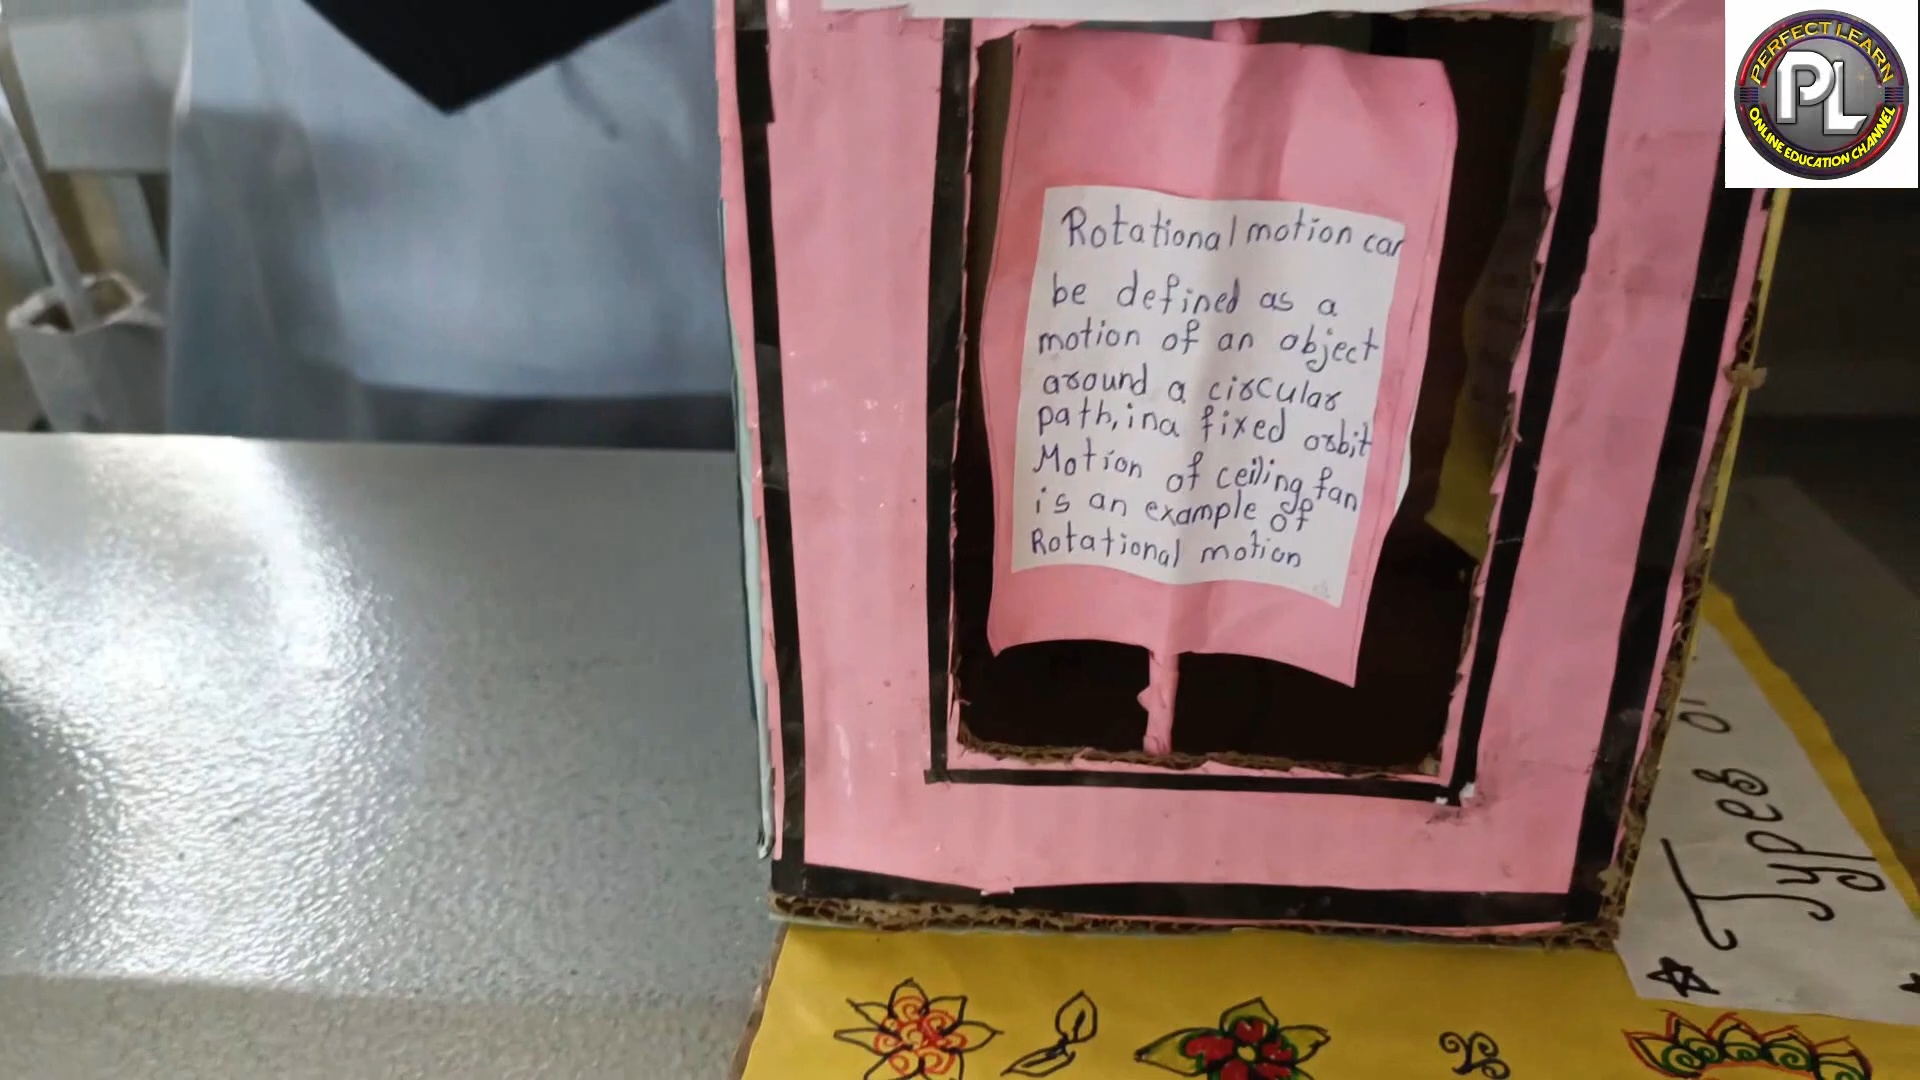 PERFECT LEARN
PL
ONLINE EDUCATION CHANNEL
Rotational motion can
be defined as a
motion of an object
around a circular
path, in a fixed orbit
Motion of ceiling fan
is an example of
Rotational motion
Types